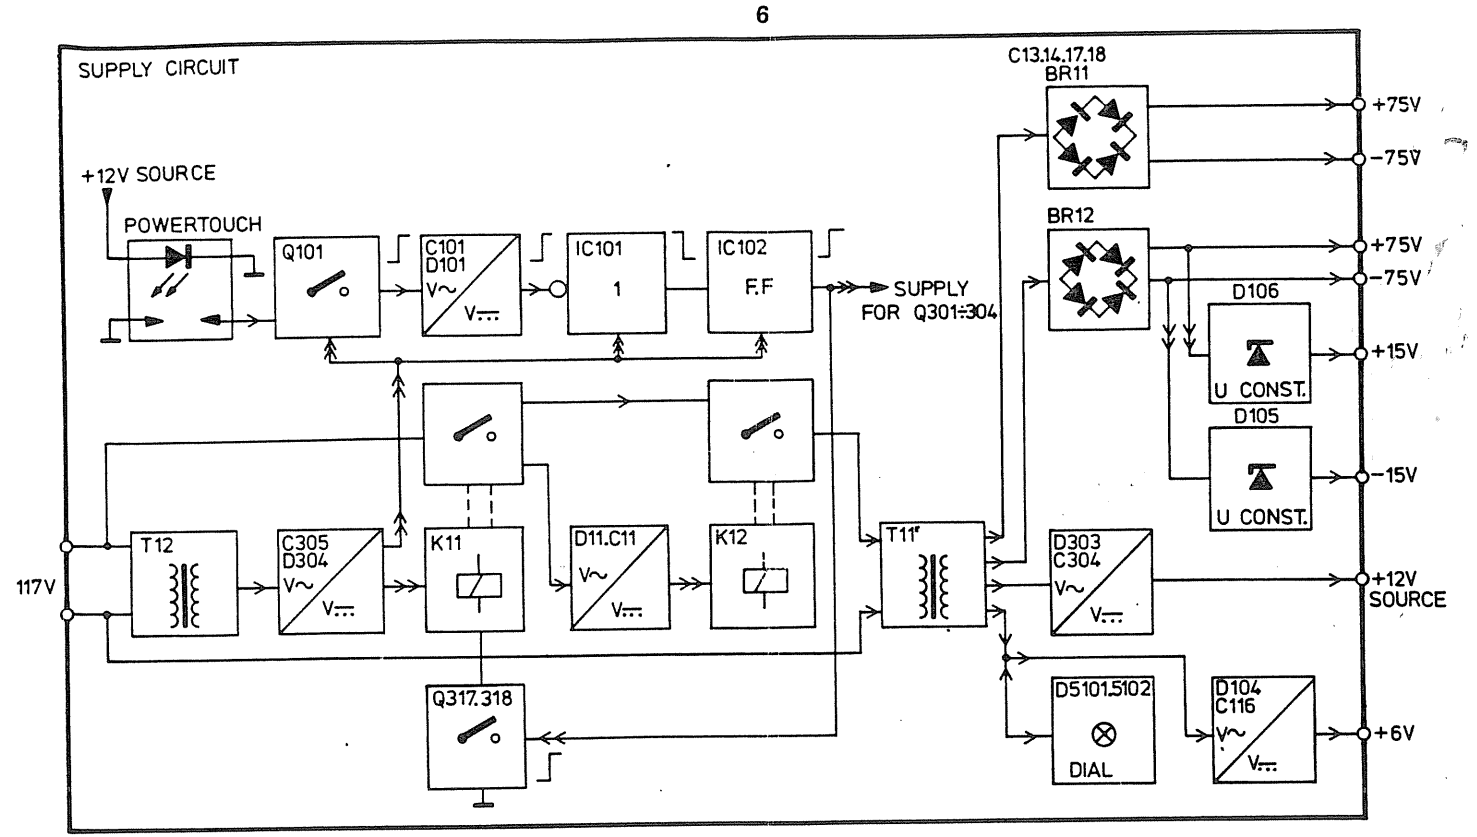 6
SUPPLY CIRCUIT
C13.14.17.18
BR11
+75V
-75V
+12V SOURCE
POWERTOUCH
Q101
C101
D101
V~
V
IC101
1
IC102
F.F
SUPPLY
FOR Q301÷304
BR12
+75V
-75V
D106
U CONST.
+15V
D105
U CONST.
-15V
117V
T12
C305
D304
V~
V
K11
D11.C11
V~
V
K12
T11
D303
C304
V~
V
+12V
SOURCE
Q317.318
D5101.5102
DIAL
D104
C116
V~
V
+6V